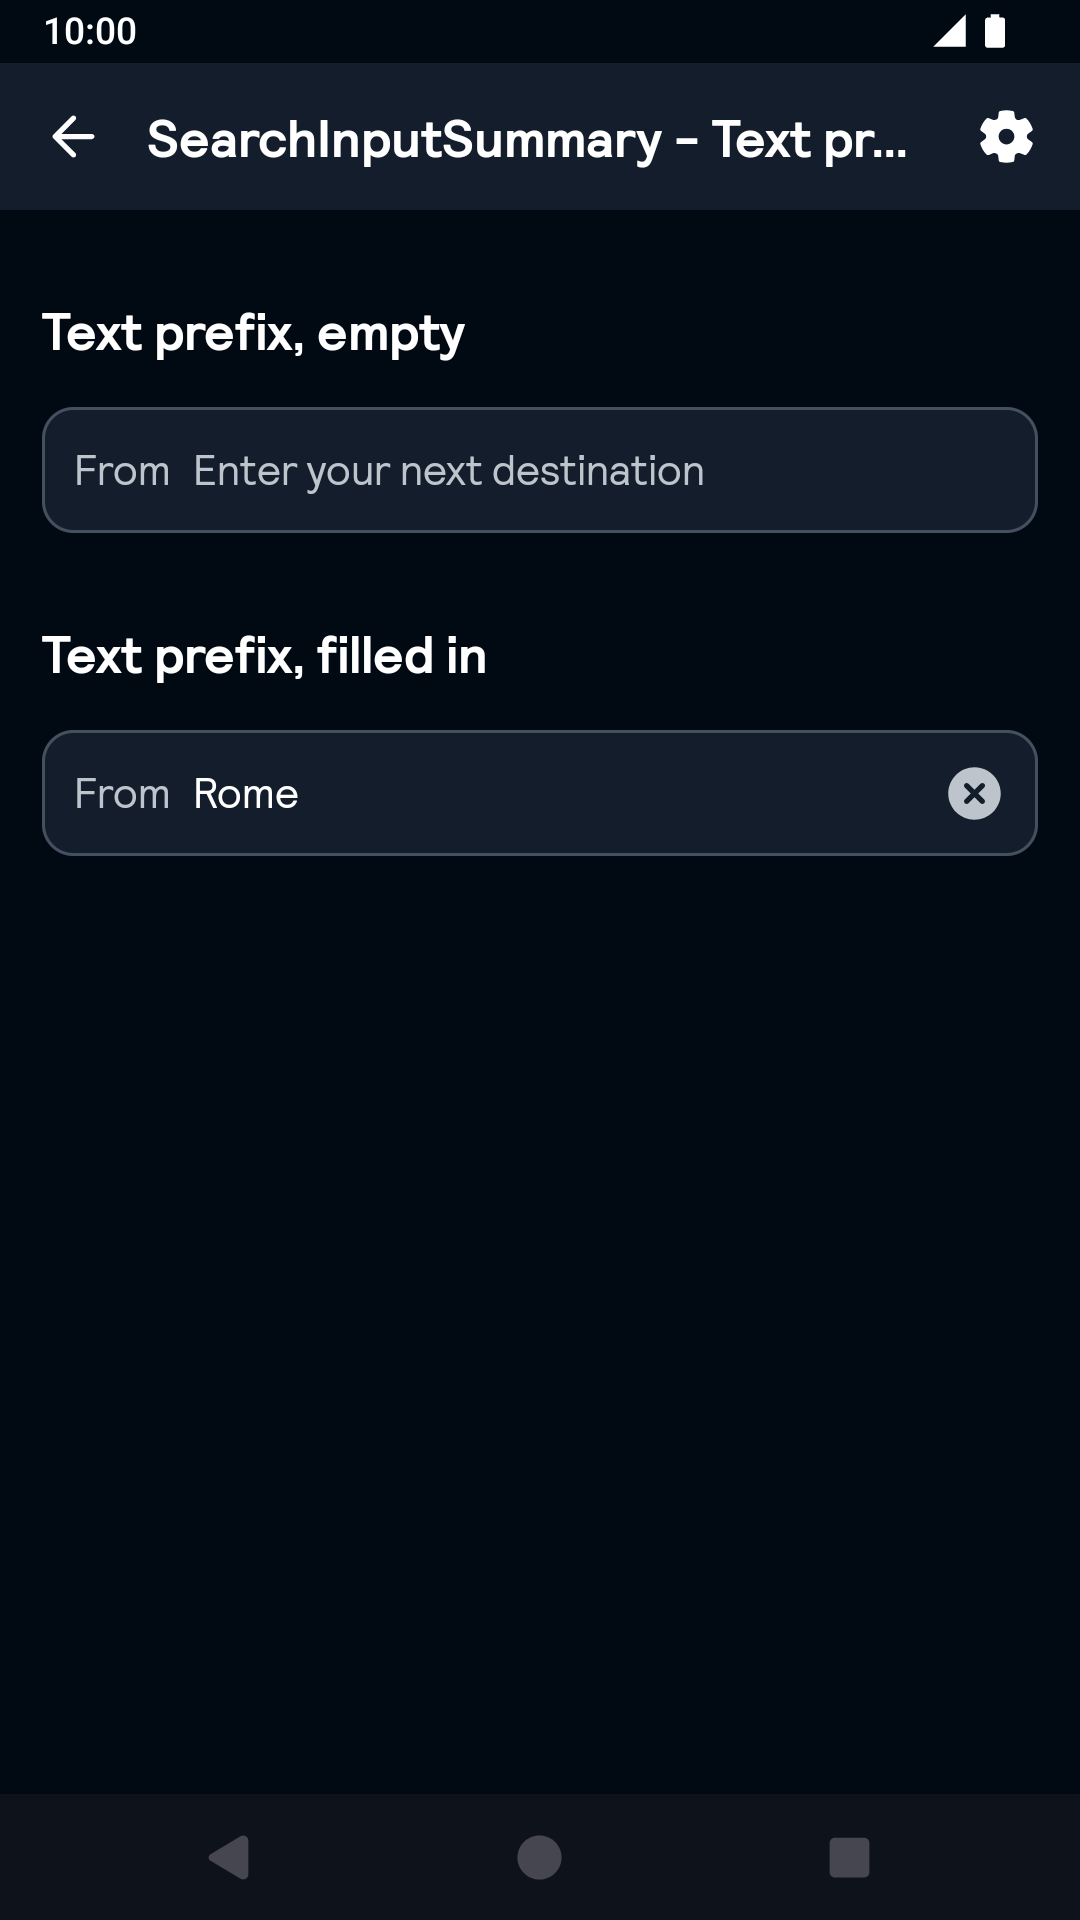 10:00
SearchInputSummary - Text pr...
Text prefix, empty
From Enter your next destination
Text prefix, filled in
From Rome